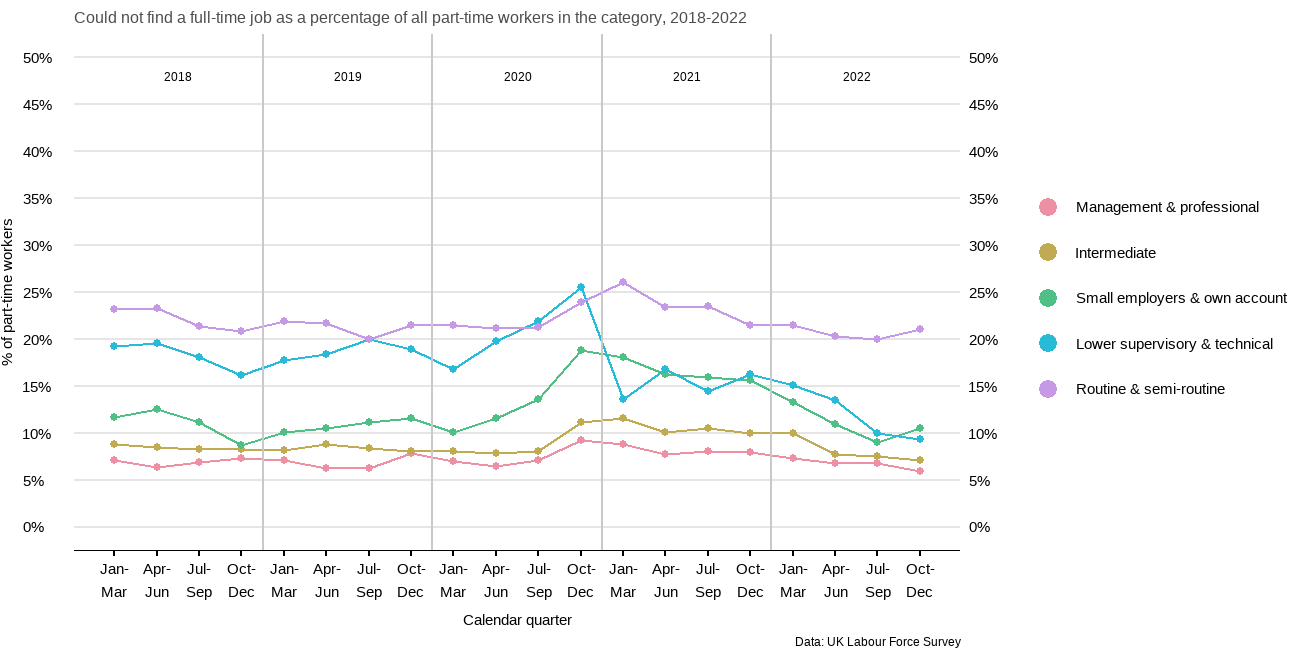 Could not find a full-time job as a percentage of all part-time workers in the category, 2018-2022
2018 2019 2020 2021 2022
50% 50%
45% 45%
40% 40%
35% 35%
30% 30%
25% 25%
20% 20%
15% 15%
10% 10%
5% 5%
0% 0%
% of part-time workers
Jan- Apr- Jul- Oct- Jan- Apr- Jul- Oct- Jan- Apr- Jul- Oct- Jan- Apr- Jul- Oct- Jan- Apr- Jul- Oct-
Mar Jun Sep Dec Mar Jun Sep Dec Mar Jun Sep Dec Mar Jun Sep Dec Mar Jun Sep Dec
Calendar quarter
Management & professional
Intermediate
Small employers & own account
Lower supervisory & technical
Routine & semi-routine
Data: UK Labour Force Survey